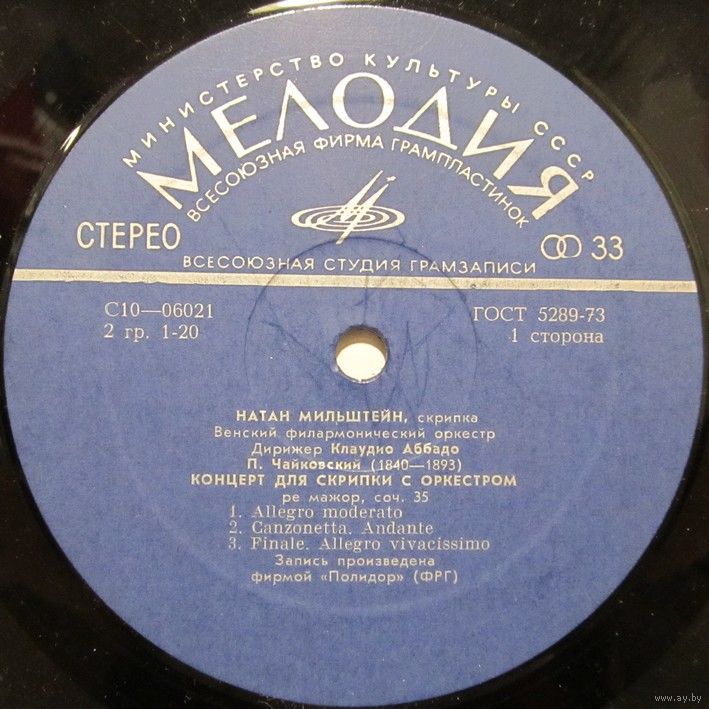 МИНИСТЕРСТВО КУЛЬТУРЫ СССР
МЕЛОДИЯ
ВСЕСОЮЗНАЯ ФИРМА ГРАМПЛАСТИНОК
СТЕРЕО
33
ВСЕСОЮЗНАЯ СТУДИЯ ГРАМЗАПИСИ
С10—06021
ГОСТ 5289-73
2 гр. 1-20
1 сторона
НАТАН МИЛЬШТЕЙН, скрипка
Венский филармонический оркестр
Дирижер Клаудио Аббадо
П. Чайковский (1840—1893)
КОНЦЕРТ ДЛЯ СКРИПКИ С ОРКЕСТРОМ
ре мажор, соч. 35
1. Allegro moderato
2. Canzonetta. Andante
3. Finale. Allegro vivacissimo
Запись произведена
фирмой «Полидор» (ФРГ)
www.ay.by